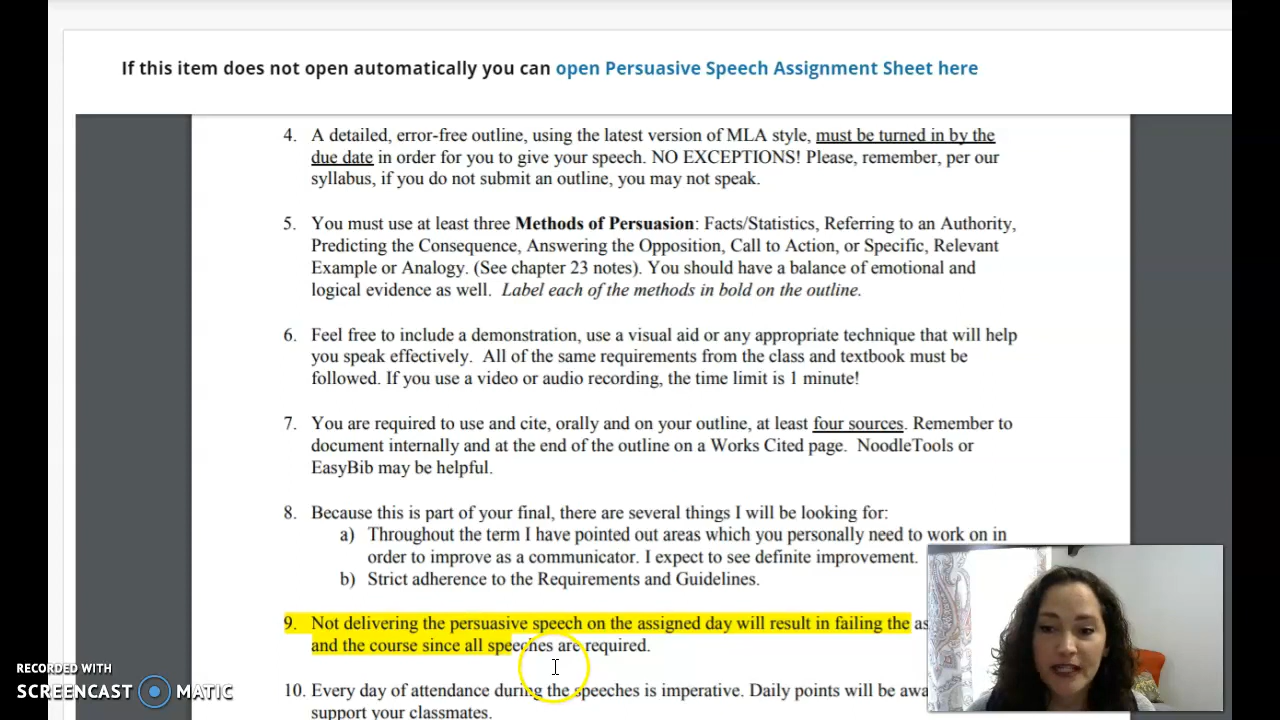 If this item does not open automatically you can open Persuasive Speech Assignment Sheet here
4. A detailed, error-free outline, using the latest version of MLA style, must be turned in by the
due date in order for you to give your speech. NO EXCEPTIONS! Please, remember, per our
syllabus, if you do not submit an outline, you may not speak.
5. You must use at least three Methods of Persuasion: Facts/Statistics, Referring to an Authority,
Predicting the Consequence, Answering the Opposition, Call to Action, or Specific, Relevant
Example or Analogy. (See chapter 23 notes). You should have a balance of emotional and
logical evidence as well. Label each of the methods in bold on the outline.
6. Feel free to include a demonstration, use a visual aid or any appropriate technique that will help
you speak effectively. All of the same requirements from the class and textbook must be
followed. If you use a video or audio recording, the time limit is 1 minute!
7. You are required to use and cite, orally and on your outline, at least four sources. Remember to
document internally and at the end of the outline on a Works Cited page. NoodleTools or
EasyBib may be helpful.
8. Because this is part of your final, there are several things I will be looking for:
a) Throughout the term I have pointed out areas which you personally need to work on in
order to improve as a communicator. I expect to see definite improvement.
b) Strict adherence to the Requirements and Guidelines.
9. Not delivering the persuasive speech on the assigned day will result in failing the
and the course since all speeches are required.
10. Every day of attendance during the speeches is imperative. Daily points will be
support your classmates.
RECORDED WITH
SCREENCAST MATIC